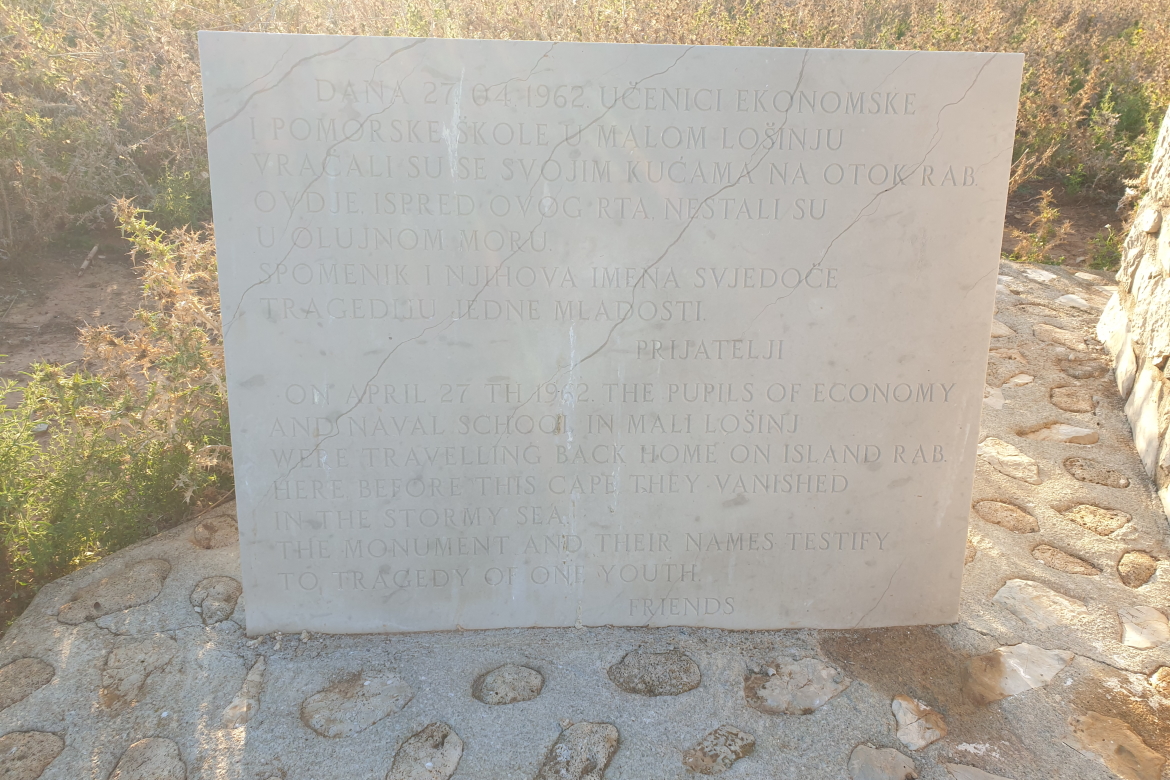 DANA 27. 04. 1962. UČENICI EKONOMSKE
I POMORSKE ŠKOLE U MALOM LOŠINJU
VRAĆALI SU SE SVOJIM KUĆAMA NA OTOK RAB.
OVDJE, ISPRED OVOG RTA, NESTALI SU
U OLUJNOM MORU.
SPOMENIK I NJIHOVA IMENA SVJEDOČE
TRAGEDIJU JEDNE MLADOSTI.
PRIJATELJI
ON APRIL 27 TH 1962. THE PUPILS OF ECONOMY
AND NAVAL SCHOOL IN MALI LOŠINJ
WERE TRAVELLING BACK HOME ON ISLAND RAB.
HERE, BEFORE THIS CAPE THEY VANISHED
IN THE STORMY SEA.
THE MONUMENT AND THEIR NAMES TESTIFY
TO TRAGEDY OF ONE YOUTH.
FRIENDS